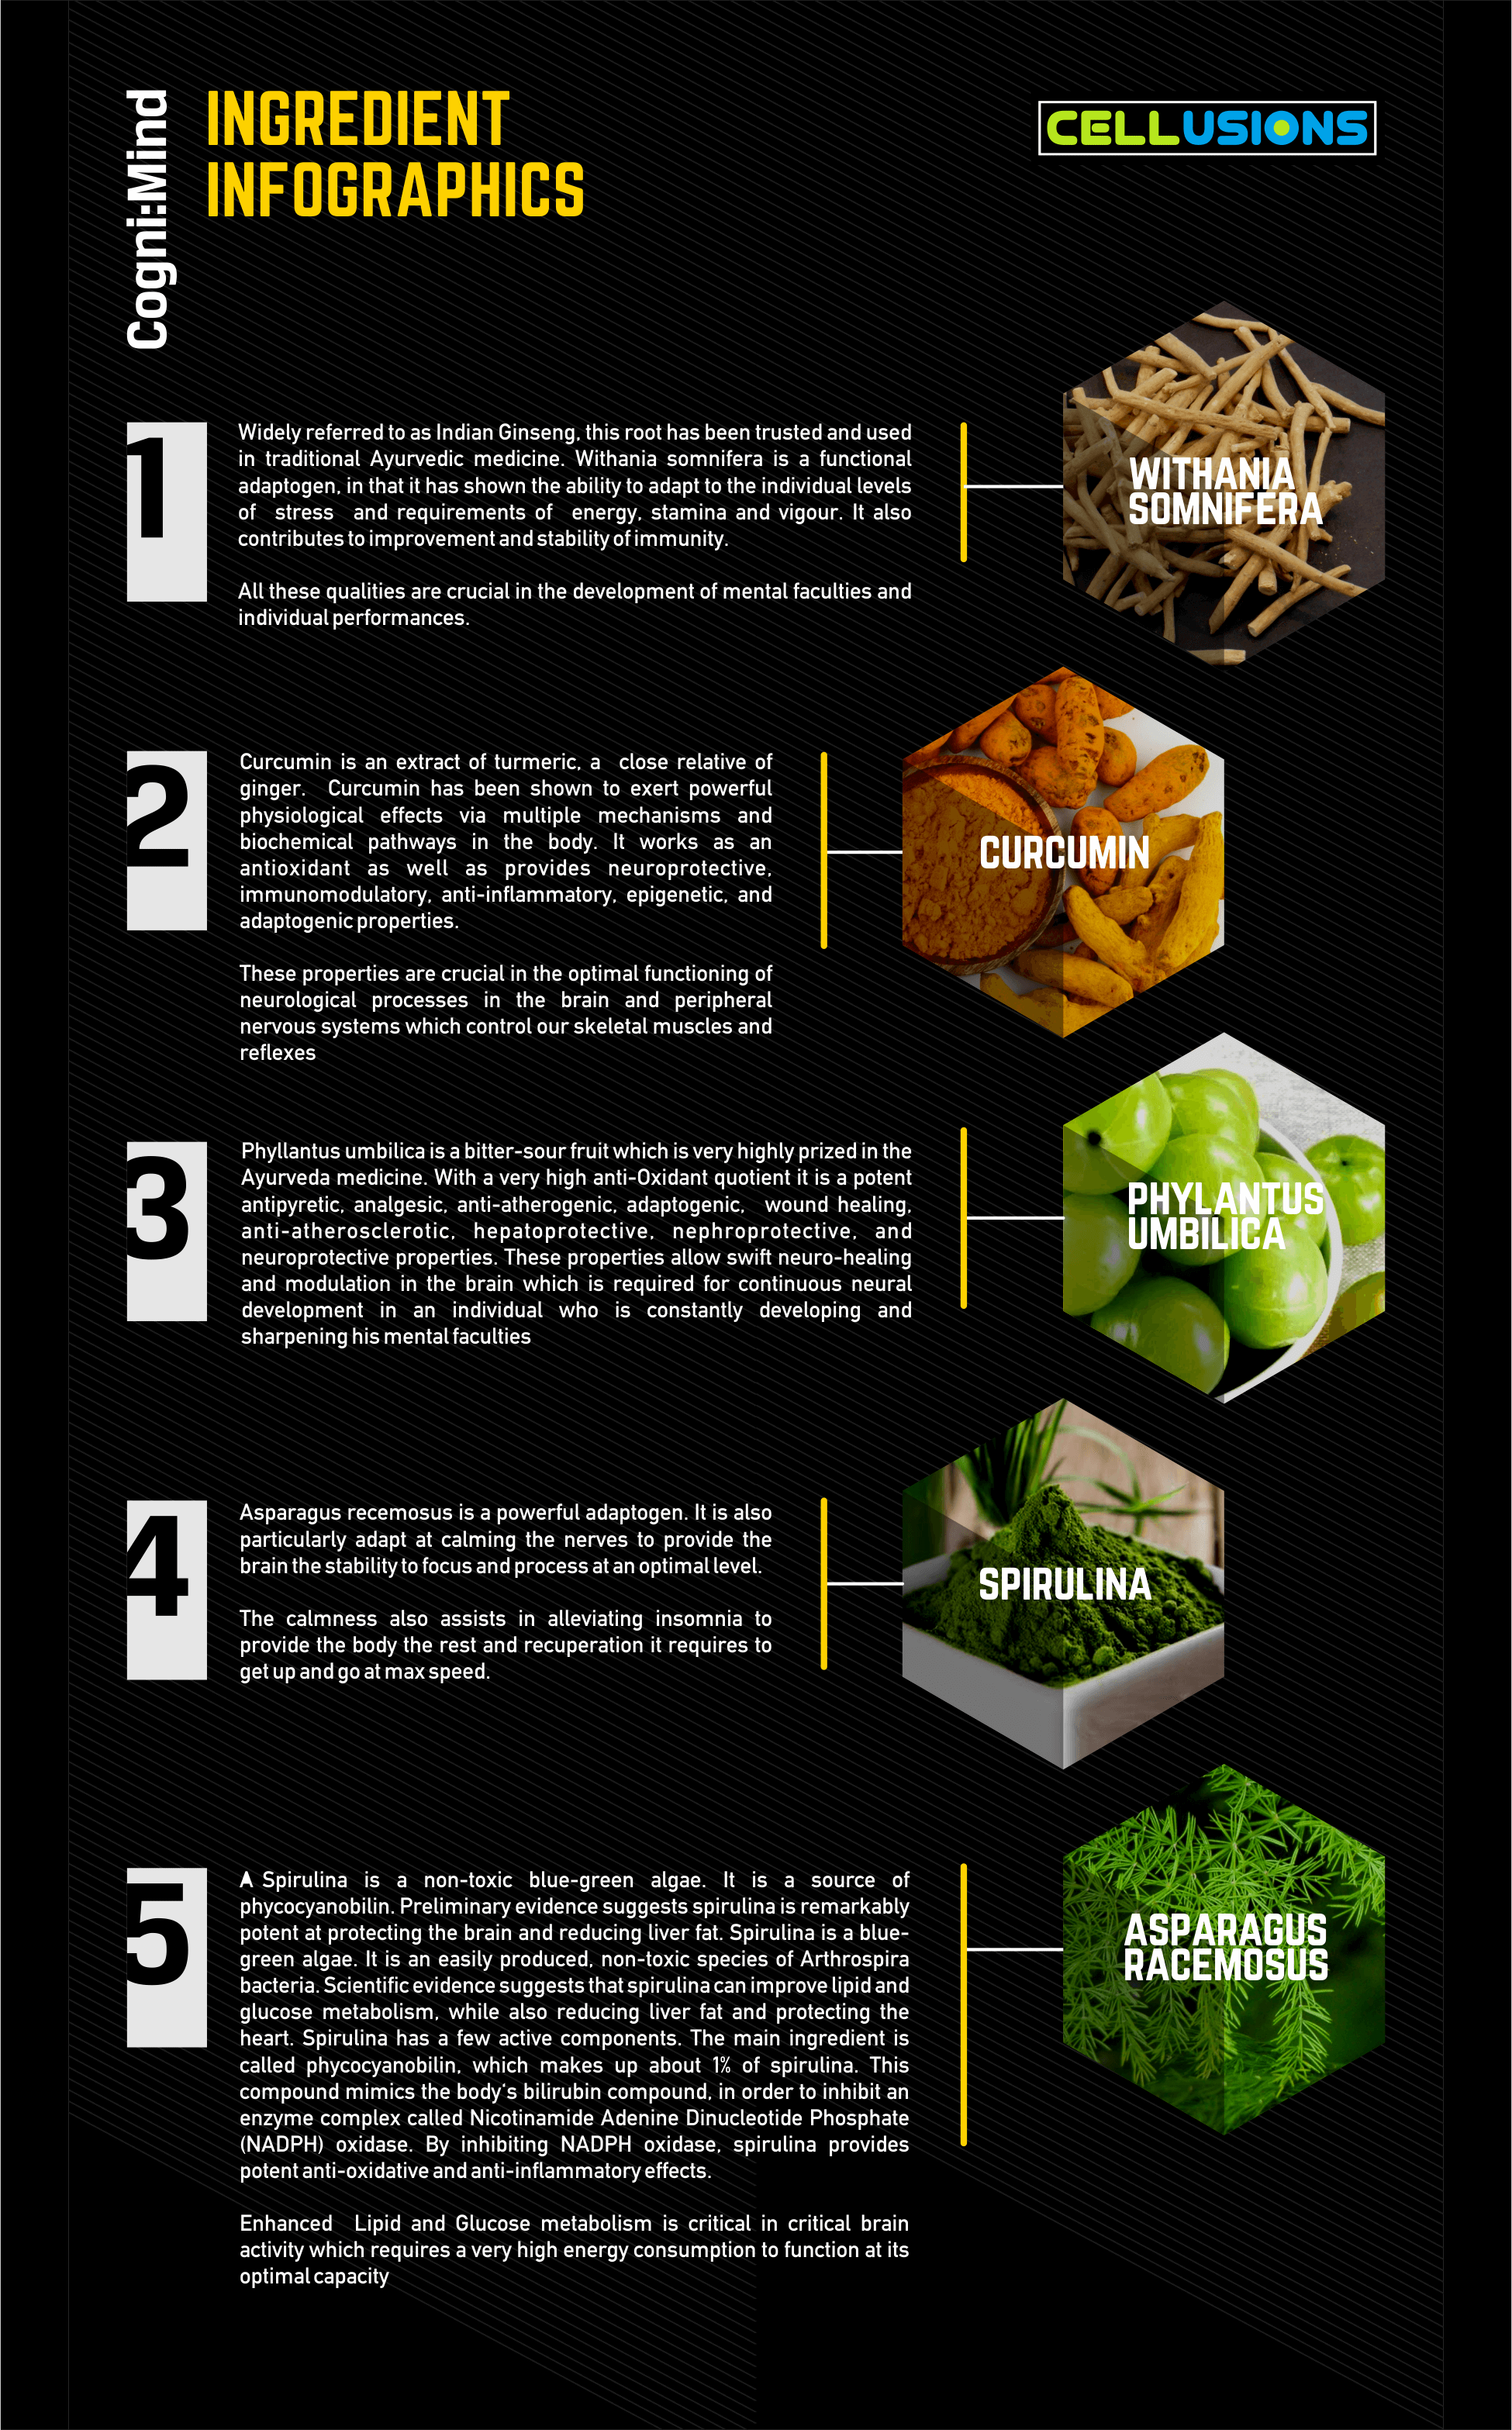 Cogni:Mind
INGREDIENT
INFOGRAPHICS
CELLUSIONS
1
Widely referred to as Indian Ginseng, this root has been trusted and used
in traditional Ayurvedic medicine. Withania somnifera is a functional
adaptogen, in that it has shown the ability to adapt to the individual levels
of stress and requirements of energy, stamina and vigour. It also
contributes to improvement and stability of immunity.
All these qualities are crucial in the development of mental faculties and
individual performances.
WITHANIA
SOMNIFERA
2
Curcumin is an extract of turmeric, a close relative of
ginger. Curcumin has been shown to exert powerful
physiological effects via multiple mechanisms and
biochemical pathways in the body. It works as an
antioxidant as well as provides neuroprotective,
immunomodulatory, anti-inflammatory, epigenetic, and
adaptogenic properties.
These properties are crucial in the optimal functioning of
neurological processes in the brain and peripheral
nervous systems which control our skeletal muscles and
reflexes
CURCUMIN
3
Phyllantus umbilica is a bitter-sour fruit which is very highly prized in the
Ayurveda medicine. With a very high anti-Oxidant quotient it is a potent
antipyretic, analgesic, anti-atherogenic, adaptogenic, wound healing,
anti-atherosclerotic, hepatoprotective, nephroprotective, and
neuroprotective properties. These properties allow swift neuro-healing
and modulation in the brain which is required for continuous neural
development in an individual who is constantly developing and
sharpening his mental faculties
PHYLANTUS
UMBILICA
4
Asparagus recemosus is a powerful adaptogen. It is also
particularly adapt at calming the nerves to provide the
brain the stability to focus and process at an optimal level.
The calmness also assists in alleviating insomnia to
provide the body the rest and recuperation it requires to
get up and go at max speed.
SPIRULINA
5
A Spirulina is a non-toxic blue-green algae. It is a source of
phycocyanobilin. Preliminary evidence suggests spirulina is remarkably
potent at protecting the brain and reducing liver fat. Spirulina is a blue-
green algae. It is an easily produced, non-toxic species of Arthrospira
bacteria. Scientific evidence suggests that spirulina can improve lipid and
glucose metabolism, while also reducing liver fat and protecting the
heart. Spirulina has a few active components. The main ingredient is
called phycocyanobilin, which makes up about 1% of spirulina. This
compound mimics the body's bilirubin compound, in order to inhibit an
enzyme complex called Nicotinamide Adenine Dinucleotide Phosphate
(NADPH) oxidase. By inhibiting NADPH oxidase, spirulina provides
potent anti-oxidative and anti-inflammatory effects.
Enhanced Lipid and Glucose metabolism is critical in critical brain
activity which requires a very high energy consumption to function at its
optimal capacity
ASPARAGUS
RACEMOSUS